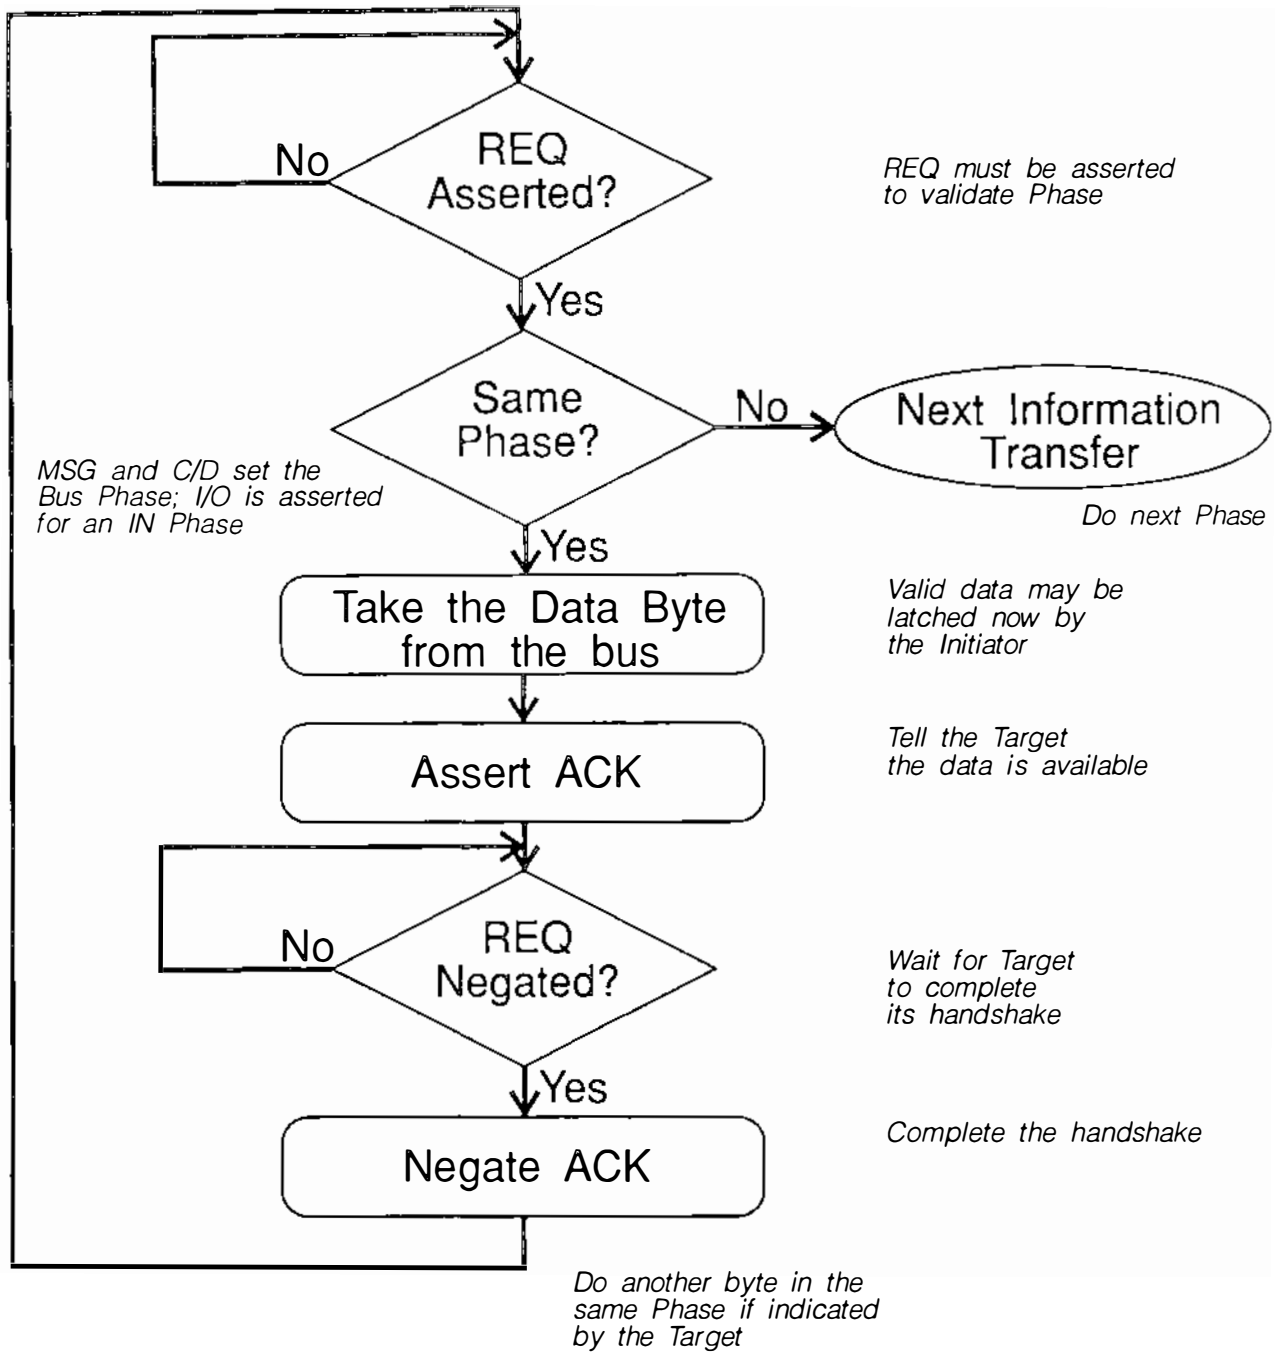 REQ
Asserted?
No
REQ must be asserted
to validate Phase
Yes
Same
Phase?
No
Next Information
Transfer
MSG and C/D set the
Bus Phase; I/O is asserted
for an IN Phase
Do next Phase
Yes
Take the Data Byte
from the bus
Valid data may be
latched now by
the Initiator
Assert ACK
Tell the Target
the data is available
REQ
Negated?
No
Wait for Target
to complete
its handshake
Yes
Negate ACK
Complete the handshake
Do another byte in the
same Phase if indicated
by the Target